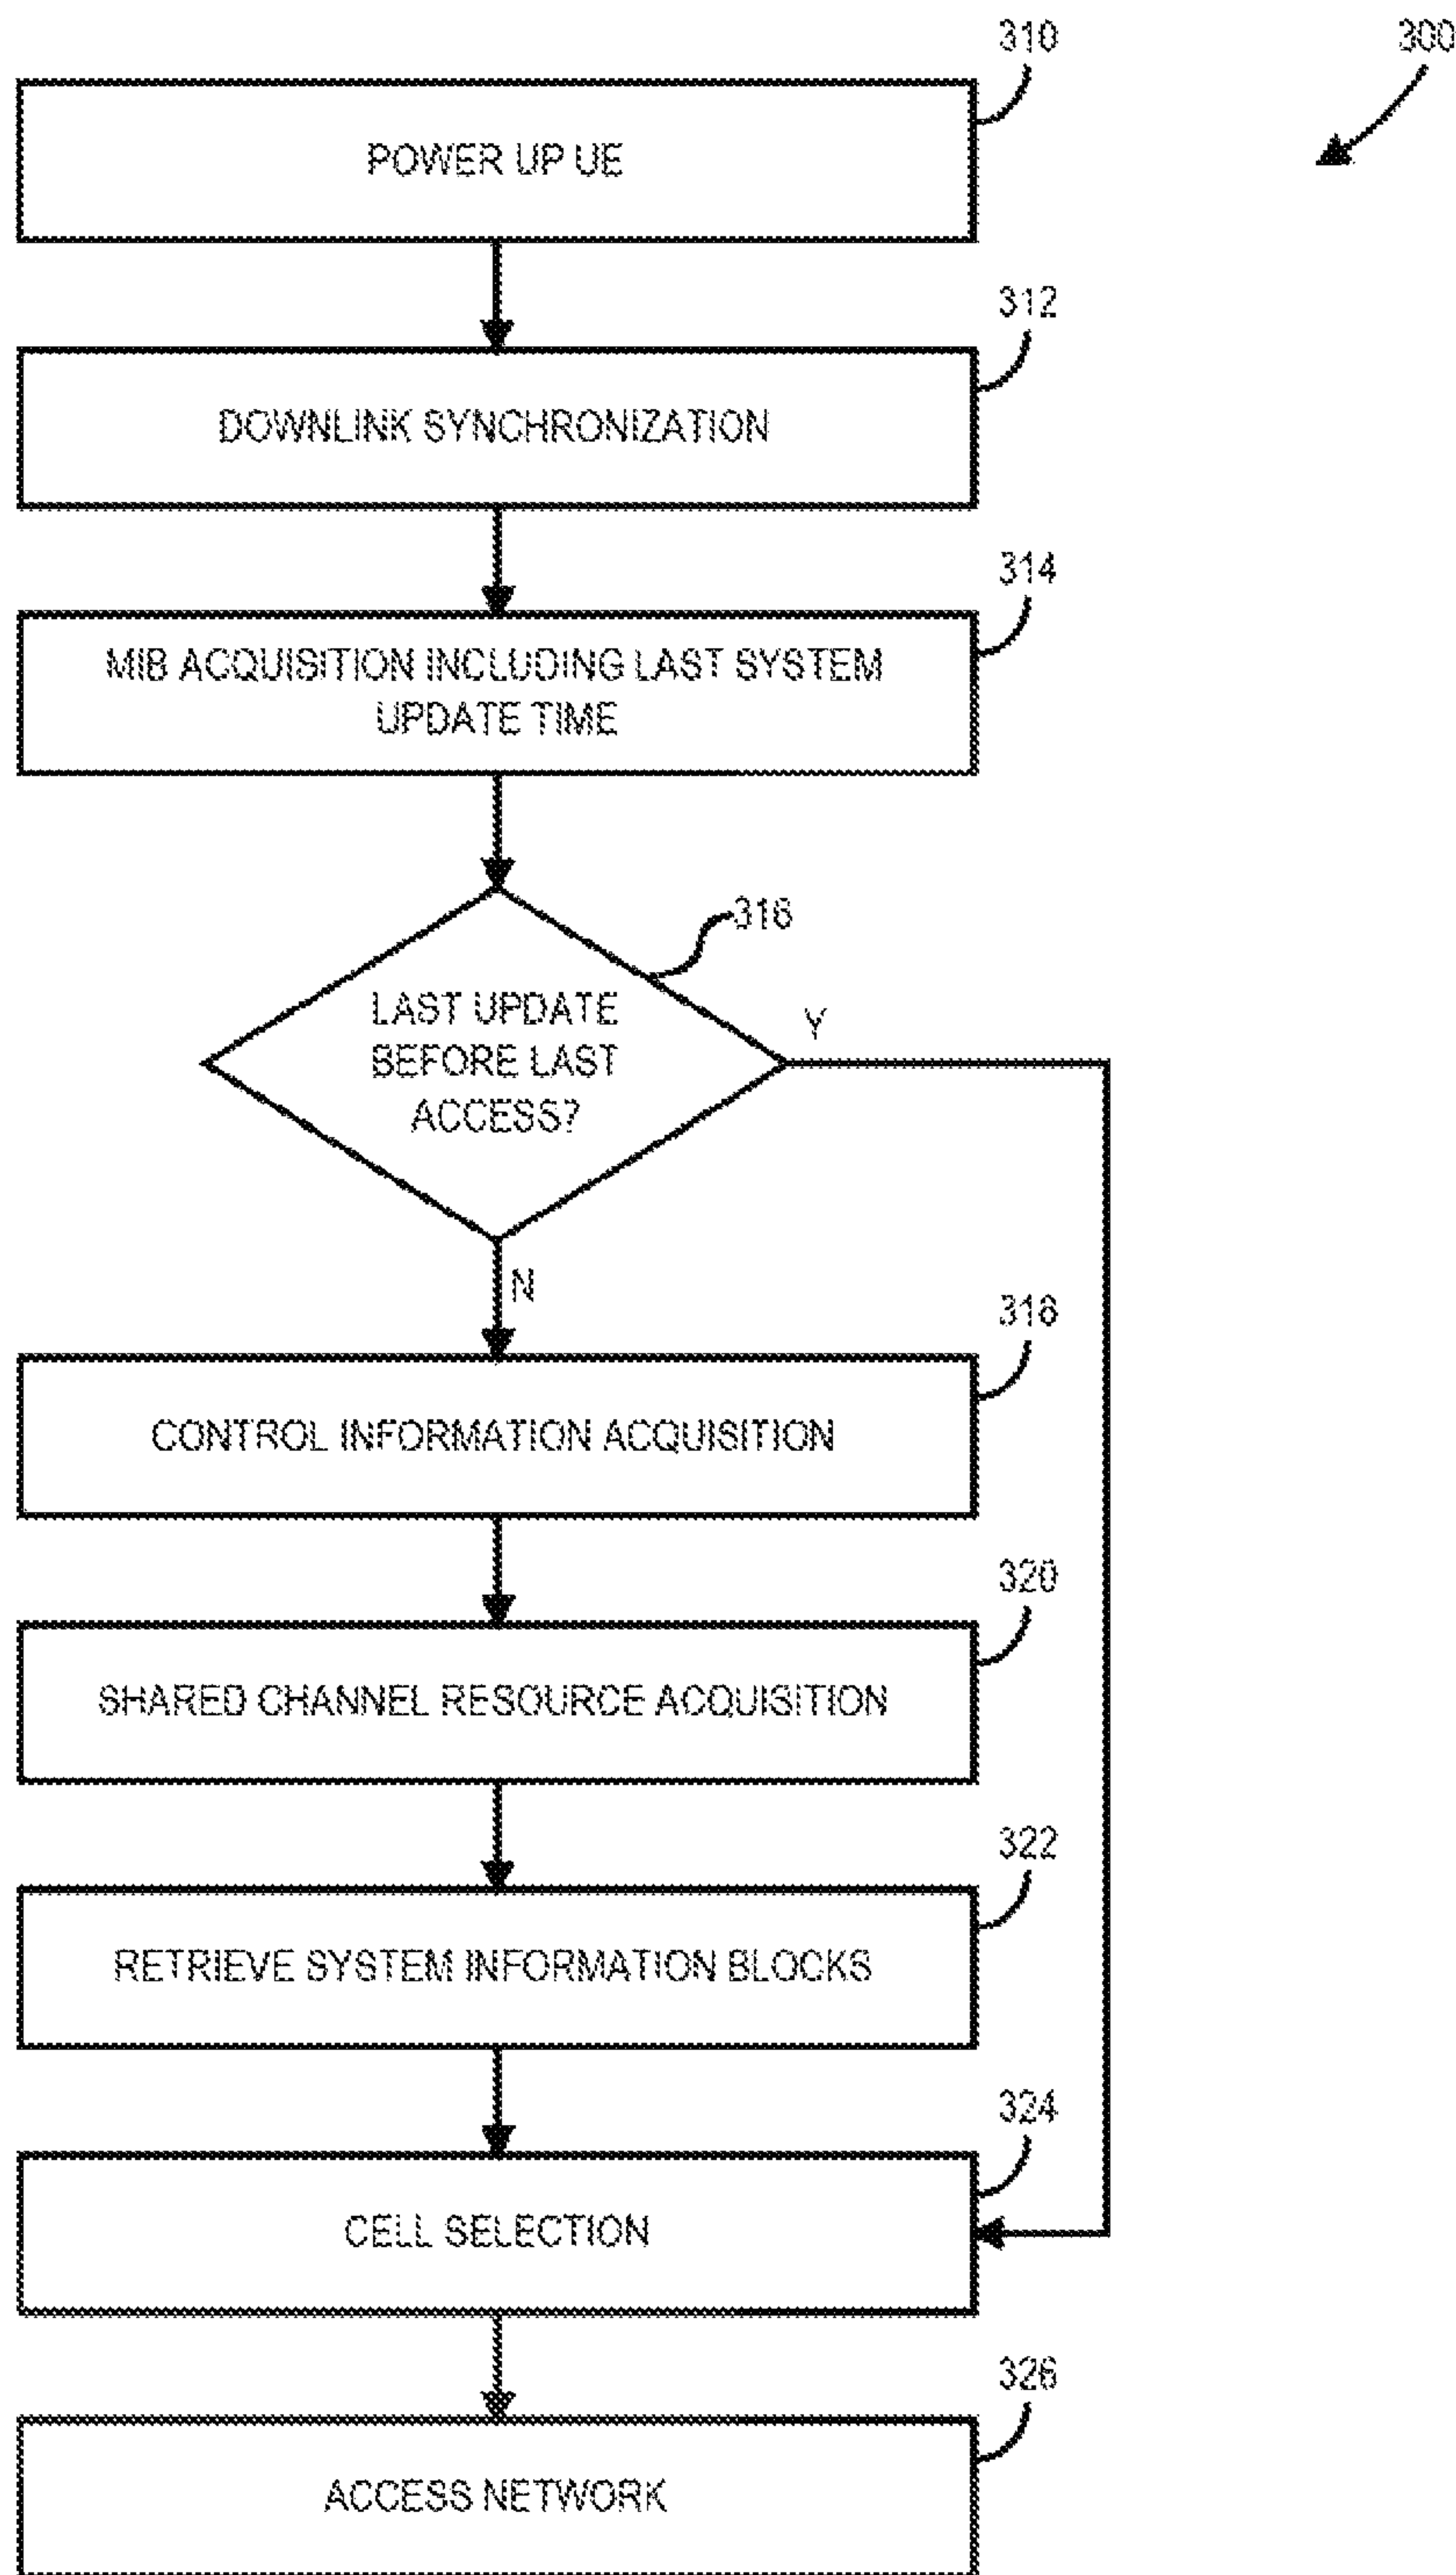 310
300
POWER UP UE
312
DOWNLINK SYNCHRONIZATION
314
MIB ACQUISITION INCLUDING LAST SYSTEM
UPDATE TIME
316
LAST UPDATE
BEFORE LAST
ACCESS?
Y
N
318
CONTROL INFORMATION ACQUISITION
320
SHARED CHANNEL RESOURCE ACQUISITION
322
RETRIEVE SYSTEM INFORMATION BLOCKS
324
CELL SELECTION
326
ACCESS NETWORK